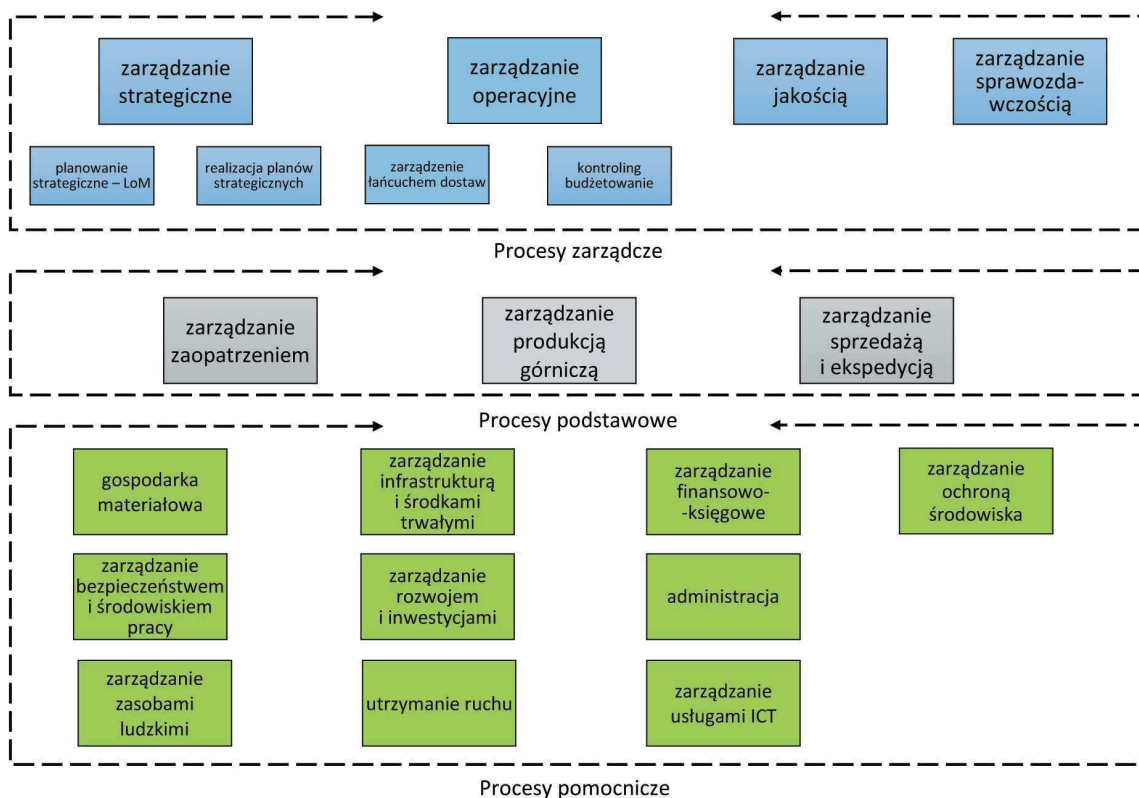 zarządzanie
strategiczne
zarządzanie
operacyjne
zarządzanie
jakością
zarządzanie
sprawozda-
wczością
planowanie
strategiczne – LoM
realizacja planów
strategicznych
zarządzenie
łańcuchem dostaw
kontroling
budżetowanie
Procesy zarządcze
zarządzanie
zaopatrzeniem
zarządzanie
produkcją
górniczą
zarządzanie
sprzedażą
i ekspedycją
Procesy podstawowe
gospodarka
materiałowa
zarządzanie
infrastrukturą
i środkami
trwałymi
zarządzanie
finansowo-
-księgowe
zarządzanie
ochroną
środowiska
zarządzanie
bezpieczeństwem
i środowiskiem
pracy
zarządzanie
rozwojem
i inwestycjami
administracja
zarządzanie
zasobami
ludzkimi
utrzymanie ruchu
zarządzanie
usługami ICT
Procesy pomocnicze